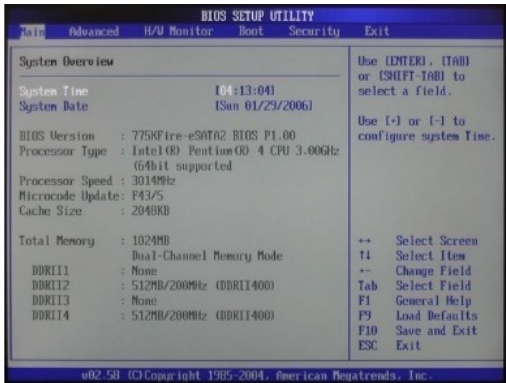 BIOS SETUP UTILITY
Main Advanced H/W Monitor Boot Security Exit
System Overview
System Time [04:13:04]
System Date [Sun 01/29/2006]
BIOS Version : 775XFire-eSATA2 BIOS P1.00
Processor Type : Intel(R) Pentium(R) 4 CPU 3.00GHz
(64bit supported
Processor Speed : 3014MHz
Microcode Update: F43/5
Cache Size : 2048KB
Total Memory : 1024MB
Dual-Channel Memory Mode
DDRII1 : None
DDRII2 : 512MB/200MHz (DDRII400)
DDRII3 : None
DDRII4 : 512MB/200MHz (DDRII400)
Use [ENTER], [TAB]
or [SHIFT-TAB] to
select a field.
Use [+] or [-] to
configure system Time.
↔ Select Screen
↑↓ Select Item
+- Change Field
Tab Select Field
F1 General Help
F9 Load Defaults
F10 Save and Exit
ESC Exit
v02.58 (C)Copyright 1985-2004, American Megatrends, Inc.